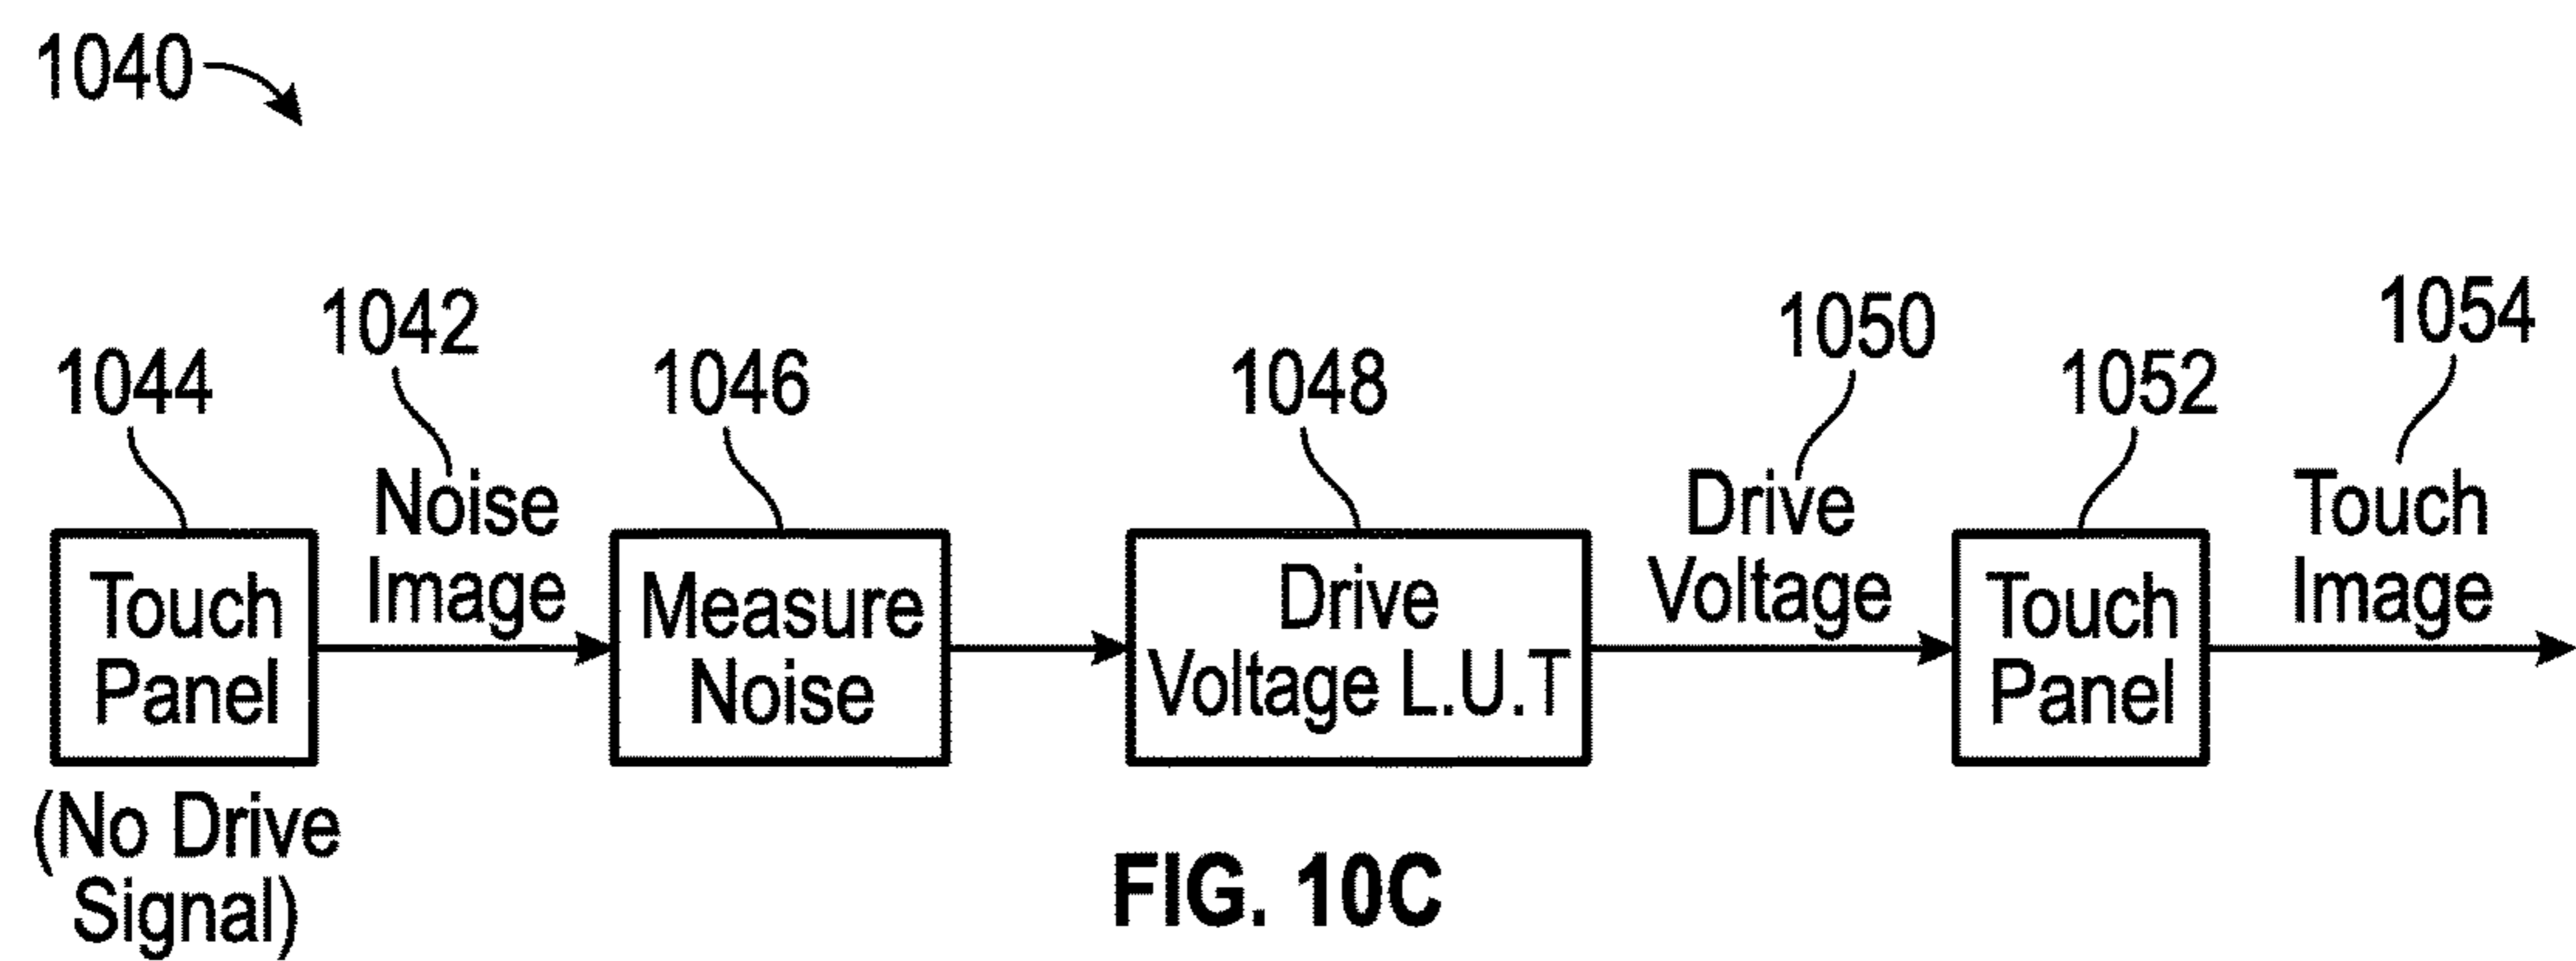 1040
1044
1042
1046
1048
1050
1052
1054
Noise
Image
Drive
Voltage
Touch
Image
Touch
Panel
Measure
Noise
Drive
Voltage L.U.T
Touch
Panel
(No Drive
Signal)
FIG. 10C